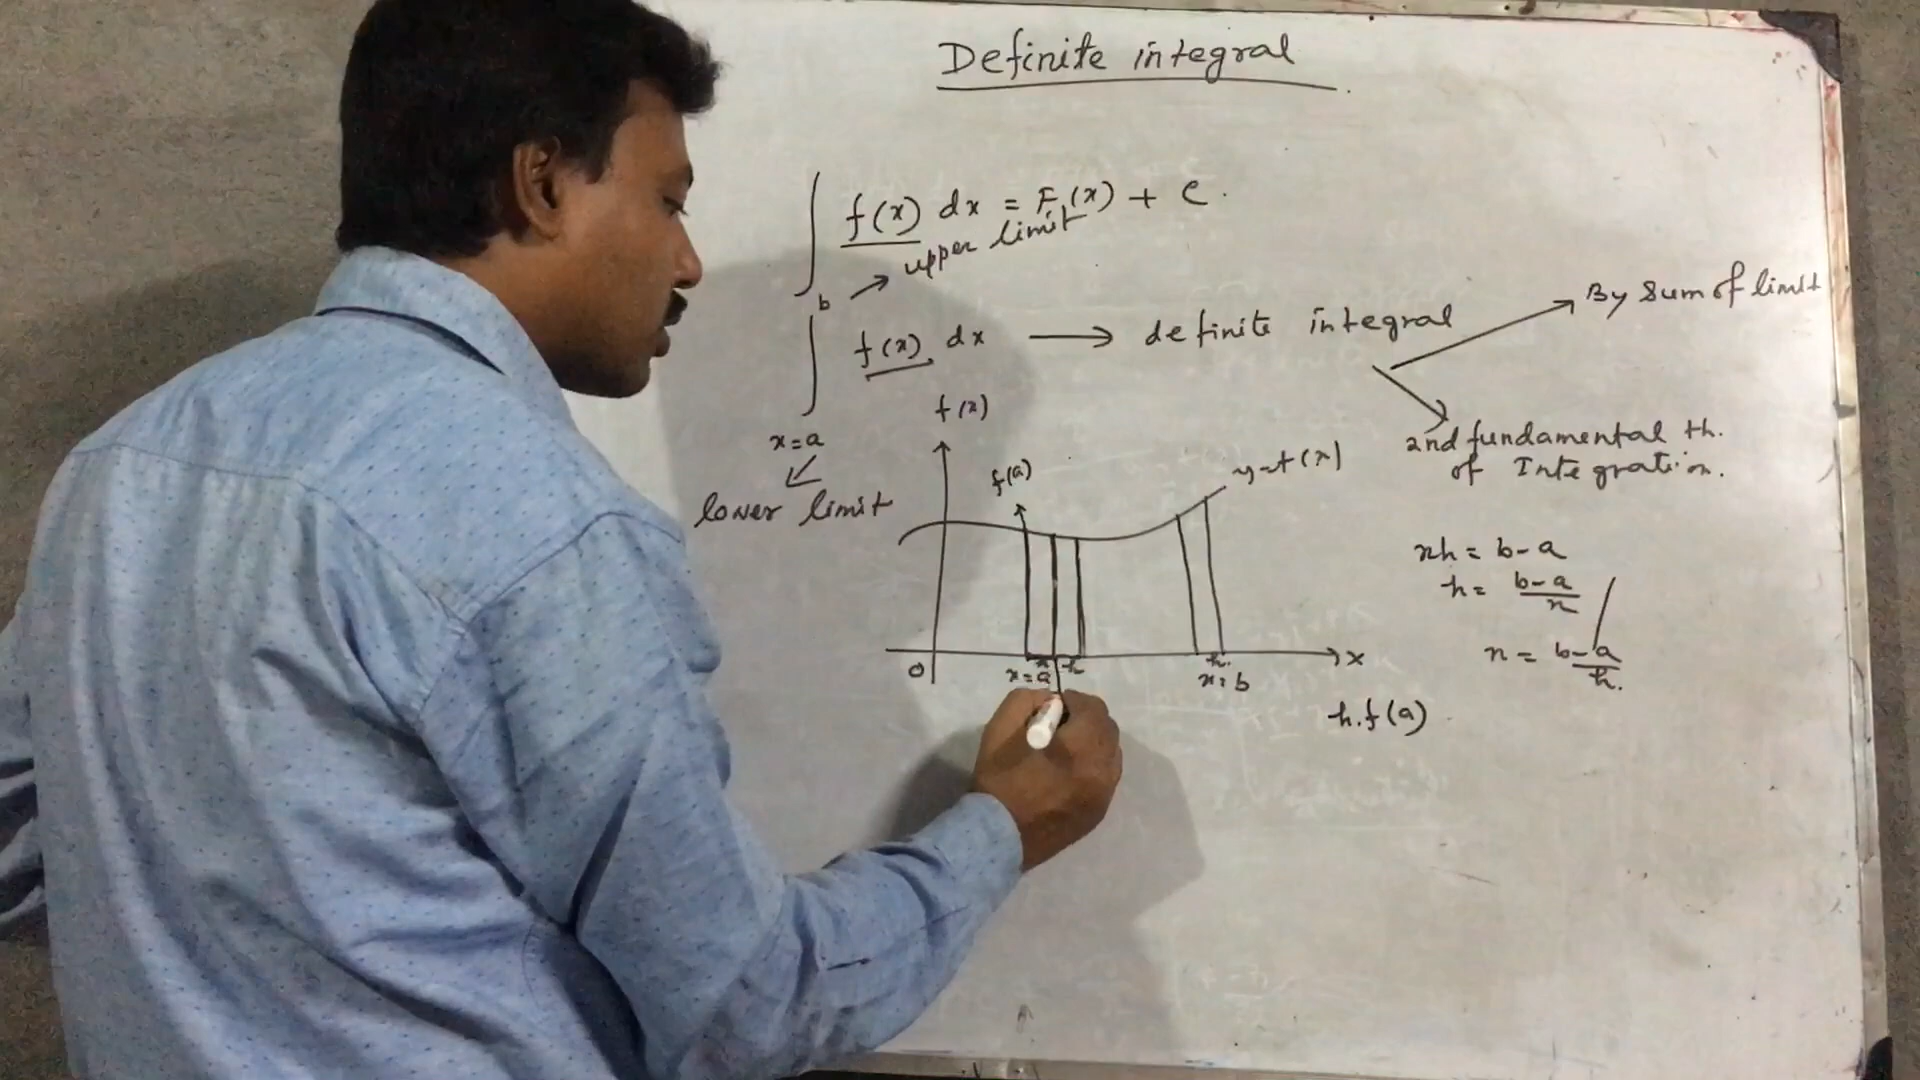 Definite integral
∫ f(x) dx = F(x) + C.
upper limit
b
∫ f(x) dx → definite integral
x=a
lower limit
By Sum of limit
2nd fundamental th.
of Integration.
f(x)
f(a)
y=f(x)
0
x=a
h
h
h.
x=b
x
nh = b-a
h = b-a/n
n = b-a/h.
h.f(a)